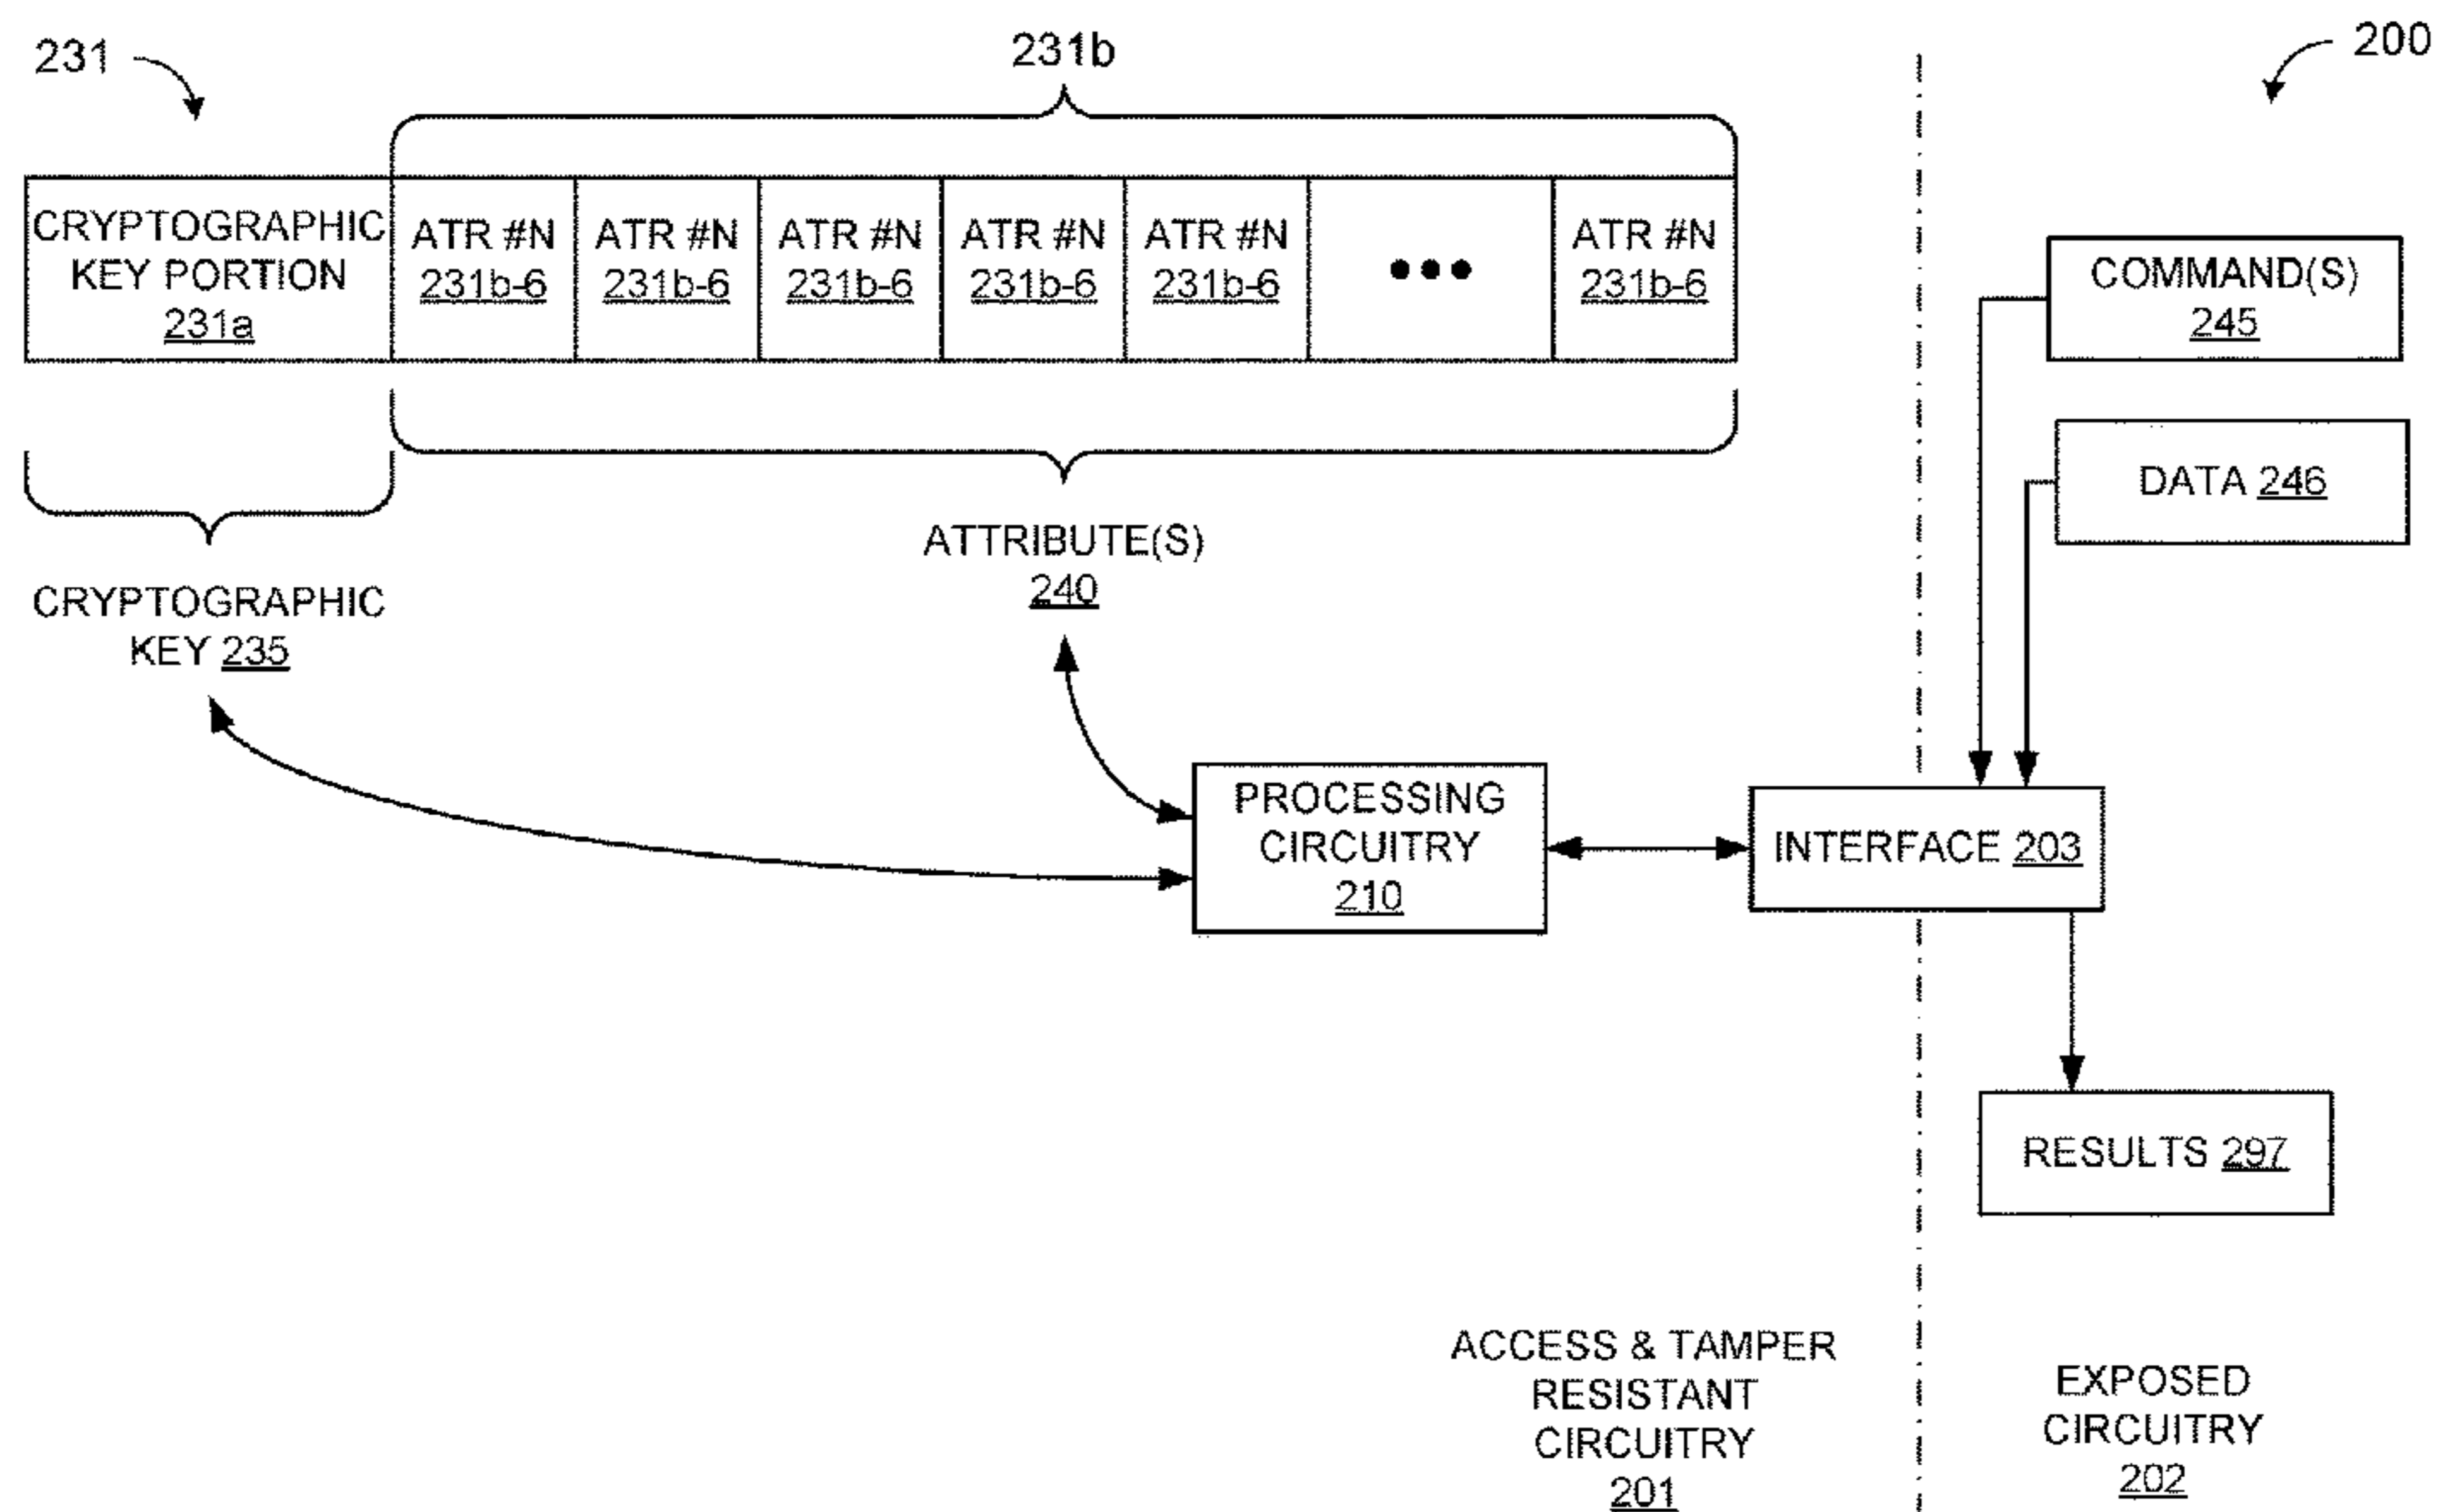 231
231b
200
CRYPTOGRAPHIC
KEY PORTION
231a
ATR #N
231b-6
ATR #N
231b-6
ATR #N
231b-6
ATR #N
231b-6
ATR #N
231b-6
•••
ATR #N
231b-6
COMMAND(S)
245
DATA 246
ATTRIBUTE(S)
240
CRYPTOGRAPHIC
KEY 235
PROCESSING
CIRCUITRY
210
INTERFACE 203
RESULTS 297
ACCESS & TAMPER
RESISTANT
CIRCUITRY
201
EXPOSED
CIRCUITRY
202